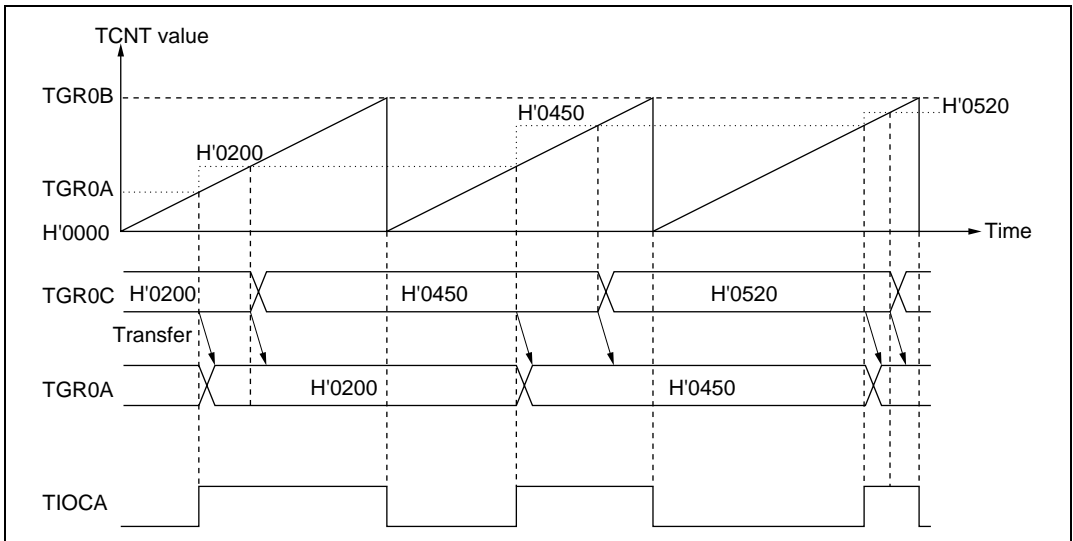 TCNT value
TGR0B
H'0520
H'0450
H'0200
TGR0A
H'0000
Time
TGR0C
H'0200
H'0450
H'0520
Transfer
TGR0A
H'0200
H'0450
TIOCA